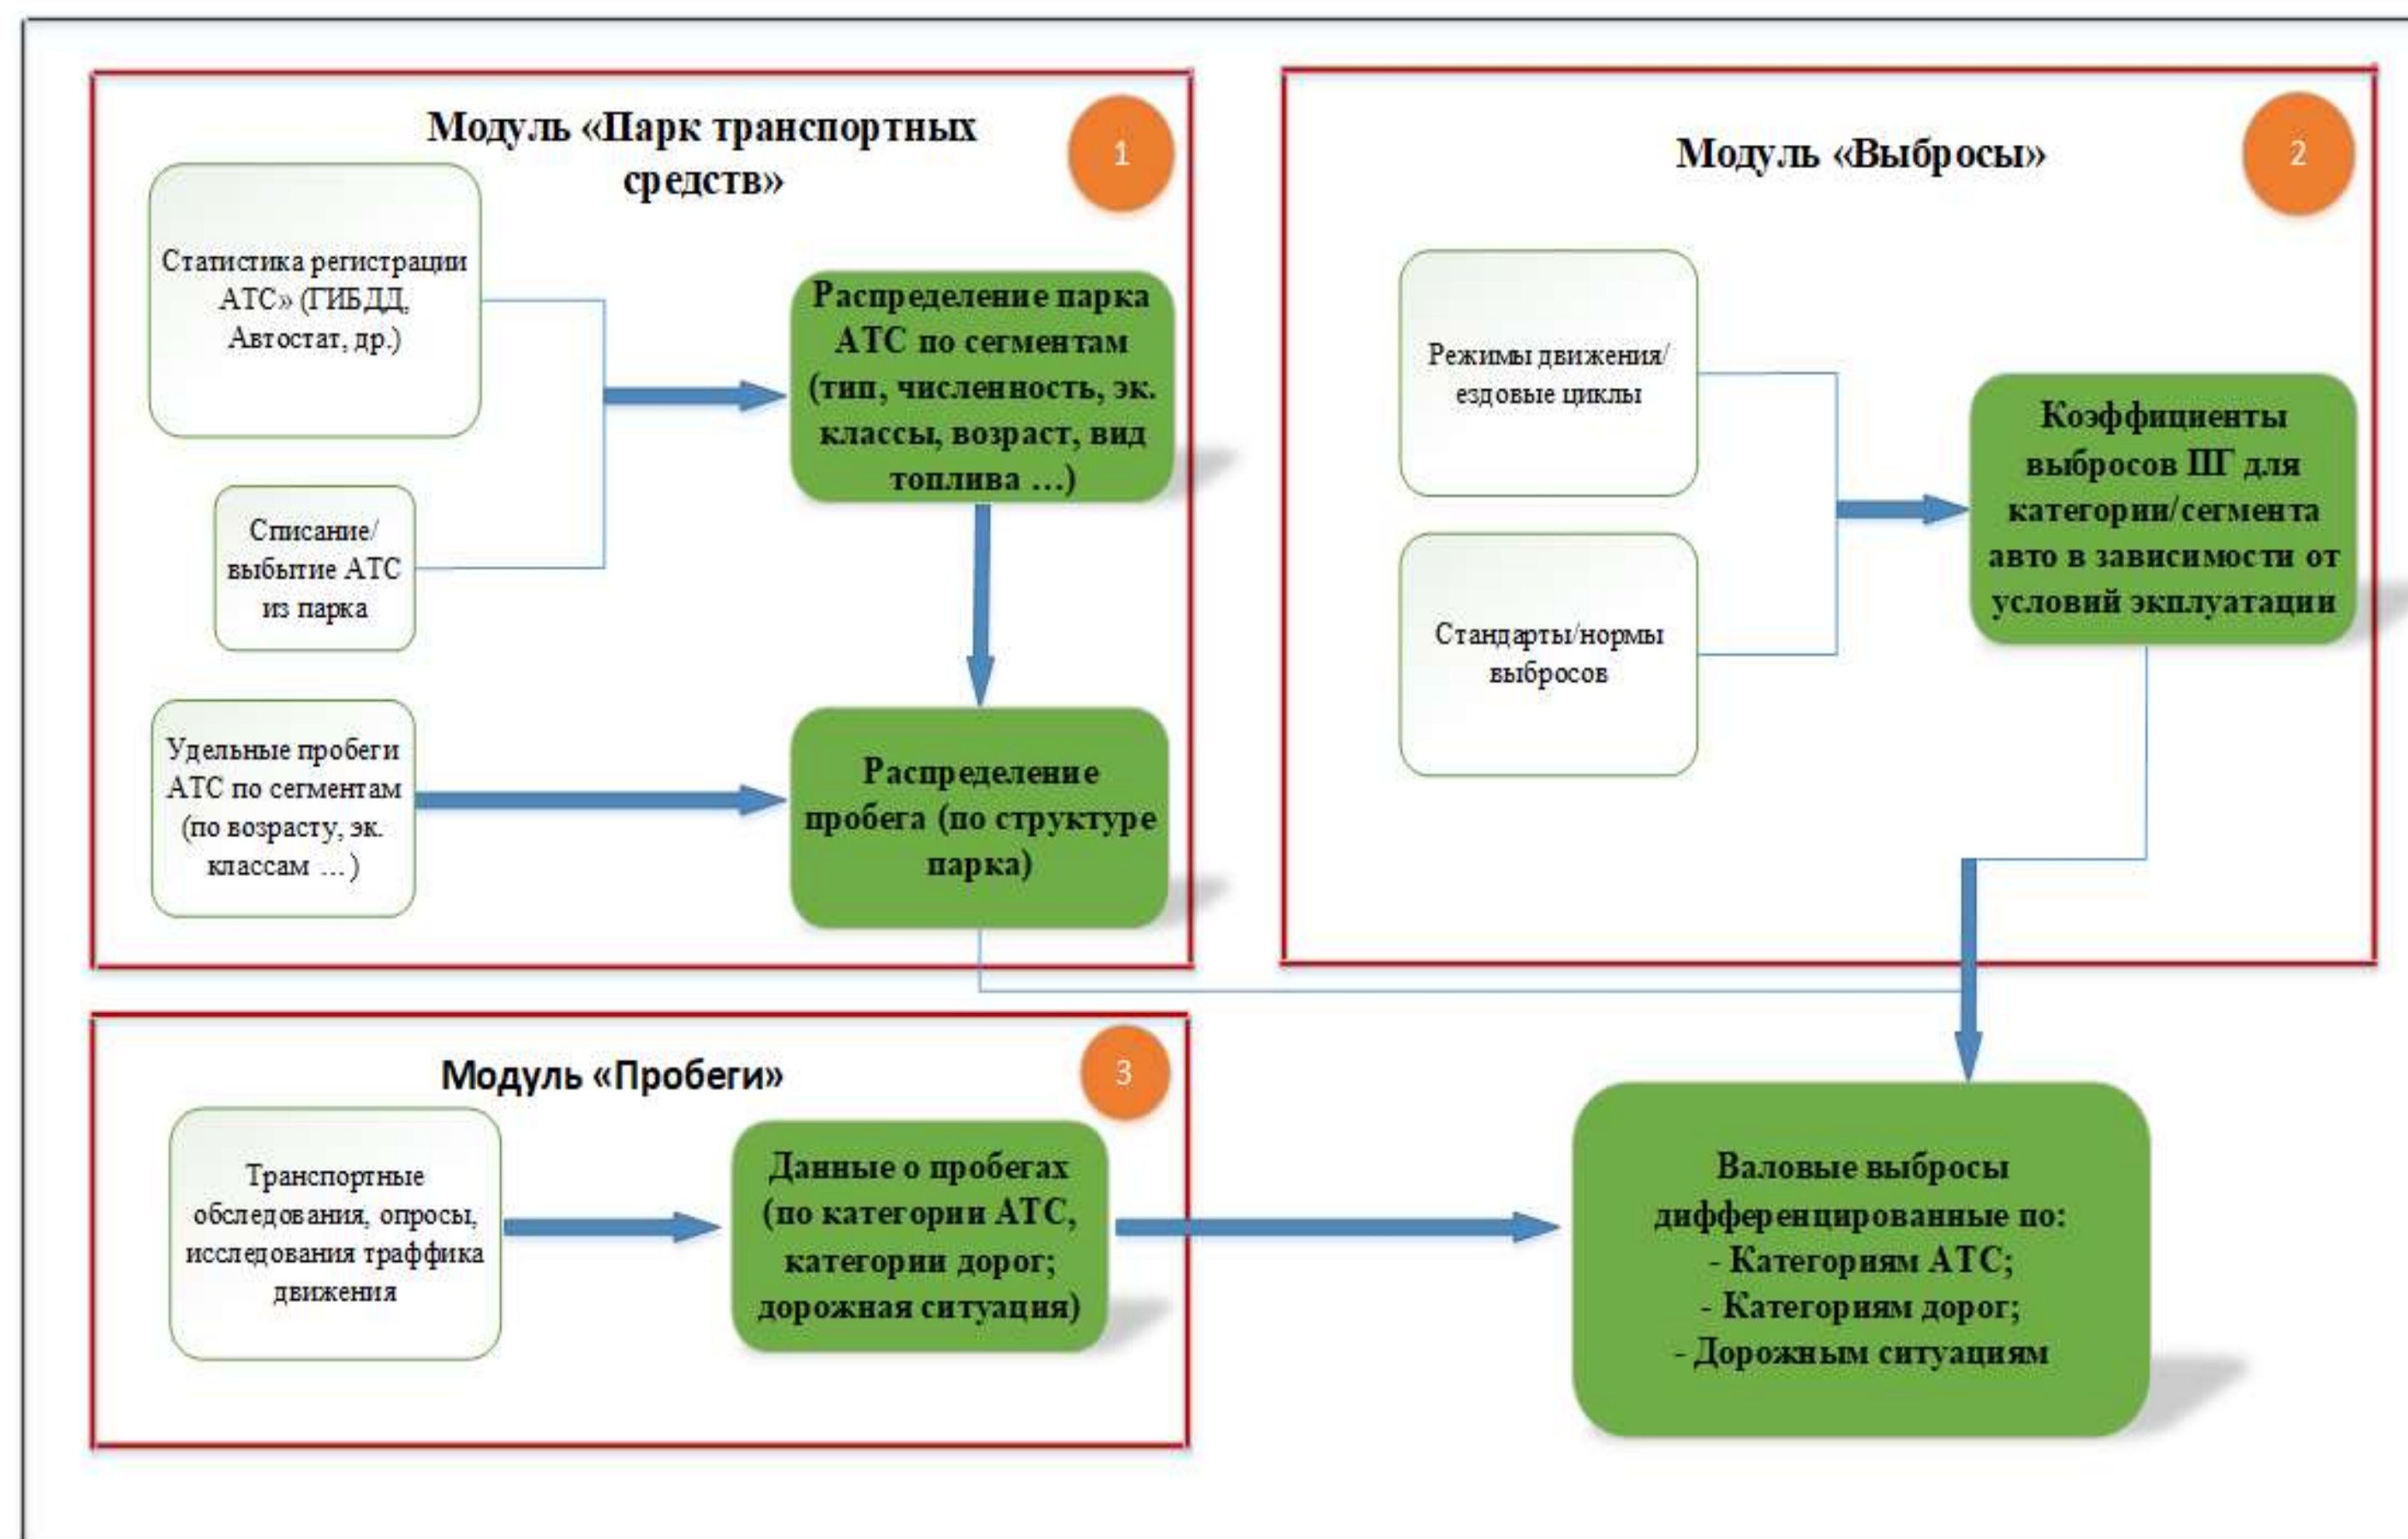 Модуль «Парк транспортных
средств»
1
Статистика регистрации
АТС» (ГИБДД,
Автостат, др.)
Распределение парка
АТС по сегментам
(тип, численность, эк.
классы, возраст, вид
топлива ...)
Списание/
выбытие АТС
из парка
Удельные пробеги
АТС по сегментам
(по возрасту, эк.
классам ...)
Распределение
пробега (по структуре
парка)
Модуль «Выбросы»
2
Режимы движения/
ездовые циклы
Стандарты/нормы
выбросов
Коэффициенты
выбросов ПГ для
категории/сегмента
авто в зависимости от
условий экплуатации
Модуль «Пробеги»
3
Транспортные
обследования, опросы,
исследования траффика
движения
Данные о пробегах
(по категории АТС,
категории дорог;
дорожная ситуация)
Валовые выбросы
дифференцированные по:
- Категориям АТС;
- Категориям дорог;
- Дорожным ситуациям